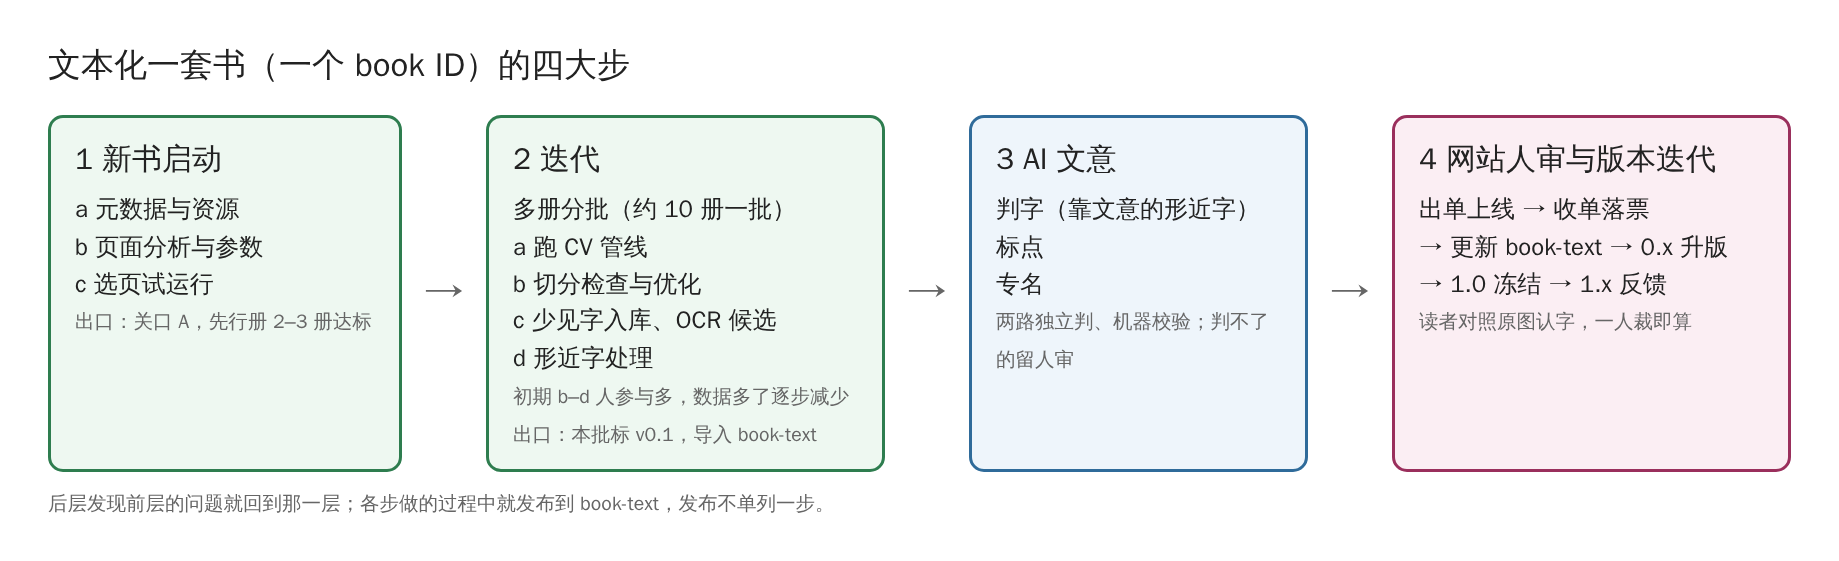 文本化一套书（一个 book ID）的四大步
1 新书启动
a 元数据与资源
b 页面分析与参数
c 选页试运行
出口：关口 A，先行册 2–3 册达标
→
2 迭代
多册分批（约 10 册一批）
a 跑 CV 管线
b 切分检查与优化
c 少见字入库、OCR 候选
d 形近字处理
初期 b–d 人参与多，数据多了逐步减少
出口：本批标 v0.1，导入 book-text
→
3 AI 文意
判字（靠文意的形近字）
标点
专名
两路独立判、机器校验；判不了
的留人审
→
4 网站人审与版本迭代
出单上线 → 收单落票
→ 更新 book-text → 0.x 升版
→ 1.0 冻结 → 1.x 反馈
读者对照原图认字，一人裁即算
后层发现前层的问题就回到那一层；各步做的过程中就发布到 book-text，发布不单列一步。